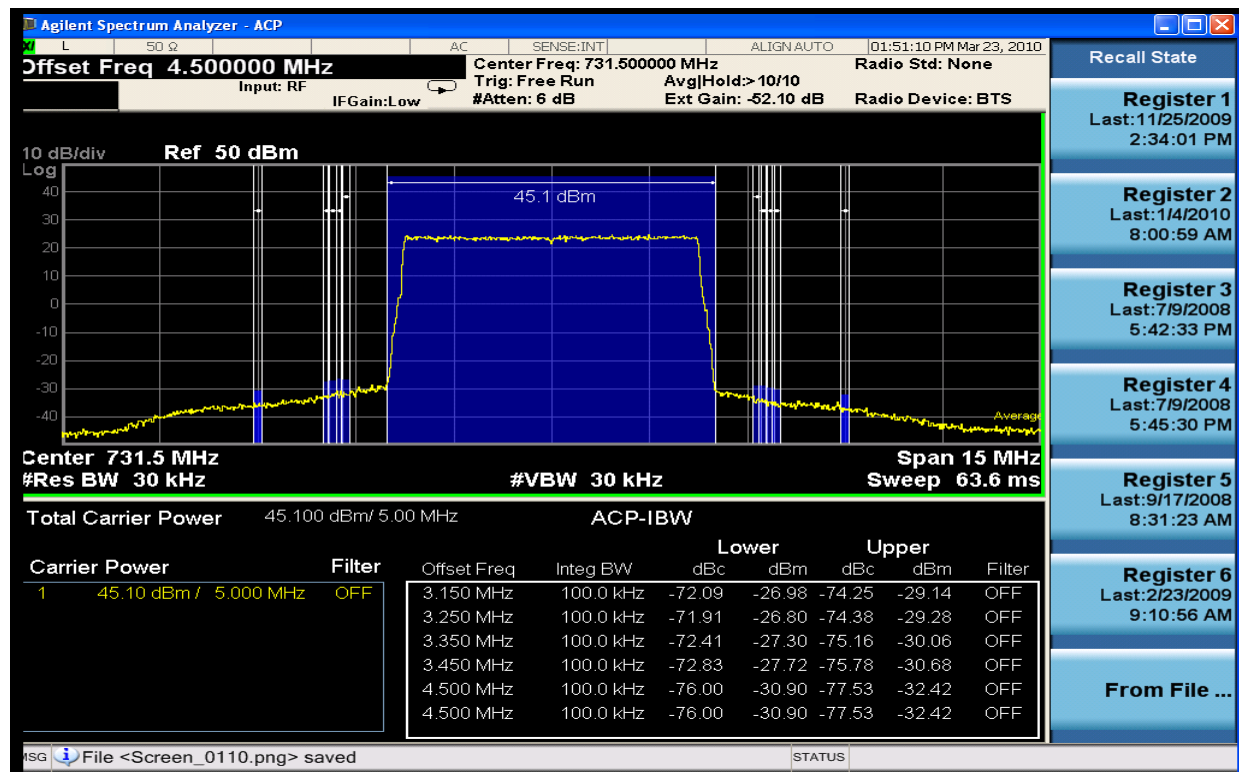 Agilent Spectrum Analyzer - ACP
L 50 Ω AC SENSE:INT ALIGN AUTO 01:51:10 PM Mar 23, 2010
Offset Freq 4.500000 MHz
Center Freq: 731.500000 MHz Radio Std: None
Input: RF Trig: Free Run Avg|Hold:> 10/10
IFGain:Low #Atten: 6 dB Ext Gain: -52.10 dB Radio Device: BTS
10 dB/div Ref 50 dBm
Log
40
30
20
10
0
-10
-20
-30
-40
45.1 dBm
Average
Center 731.5 MHz Span 15 MHz
#Res BW 30 kHz #VBW 30 kHz Sweep 63.6 ms
Total Carrier Power 45.100 dBm/ 5.00 MHz ACP-IBW
Lower Upper
Carrier Power Filter Offset Freq Integ BW dBc dBm dBc dBm Filter
1 45.10 dBm / 5.000 MHz OFF 3.150 MHz 100.0 kHz -72.09 -26.98 -74.25 -29.14 OFF
3.250 MHz 100.0 kHz -71.91 -26.80 -74.38 -29.28 OFF
3.350 MHz 100.0 kHz -72.41 -27.30 -75.16 -30.06 OFF
3.450 MHz 100.0 kHz -72.83 -27.72 -75.78 -30.68 OFF
4.500 MHz 100.0 kHz -76.00 -30.90 -77.53 -32.42 OFF
4.500 MHz 100.0 kHz -76.00 -30.90 -77.53 -32.42 OFF
MSG File <Screen_0110.png> saved STATUS
Recall State
Register 1
Last:11/25/2009
2:34:01 PM
Register 2
Last:1/4/2010
8:00:59 AM
Register 3
Last:7/9/2008
5:42:33 PM
Register 4
Last:7/9/2008
5:45:30 PM
Register 5
Last:9/17/2008
8:31:23 AM
Register 6
Last:2/23/2009
9:10:56 AM
From File ...